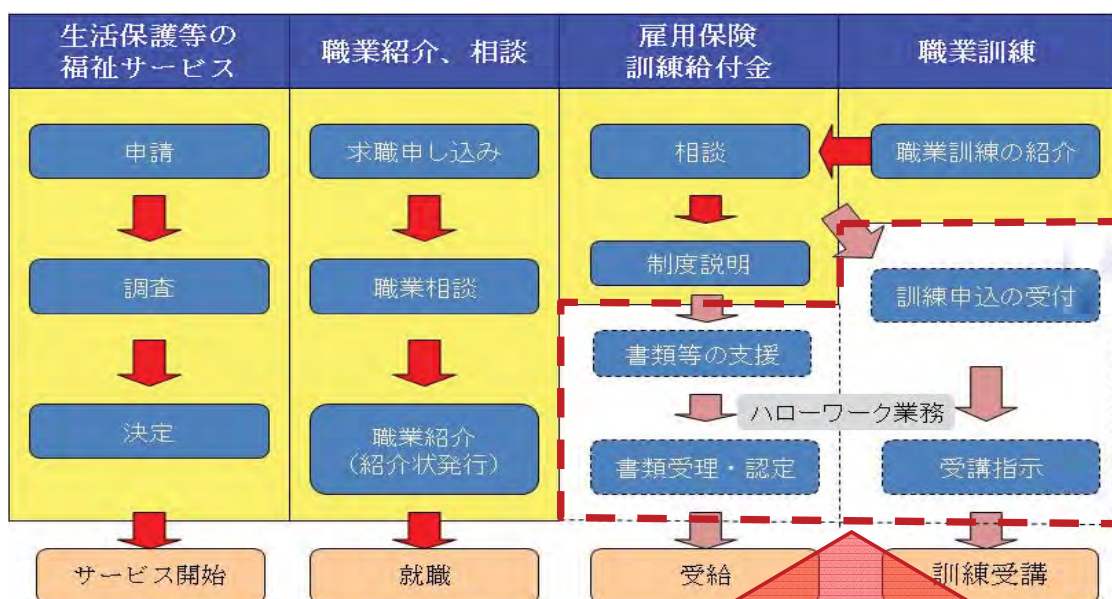 生活保護等の
福祉サービス
職業紹介、相談
雇用保険
訓練給付金
職業訓練
申請
求職申し込み
相談
職業訓練の紹介
調査
職業相談
制度説明
訓練申込の受付
書類等の支援
ハローワーク業務
決定
職業紹介
(紹介状発行)
書類受理・認定
受講指示
サービス開始
就職
受給
訓練受講